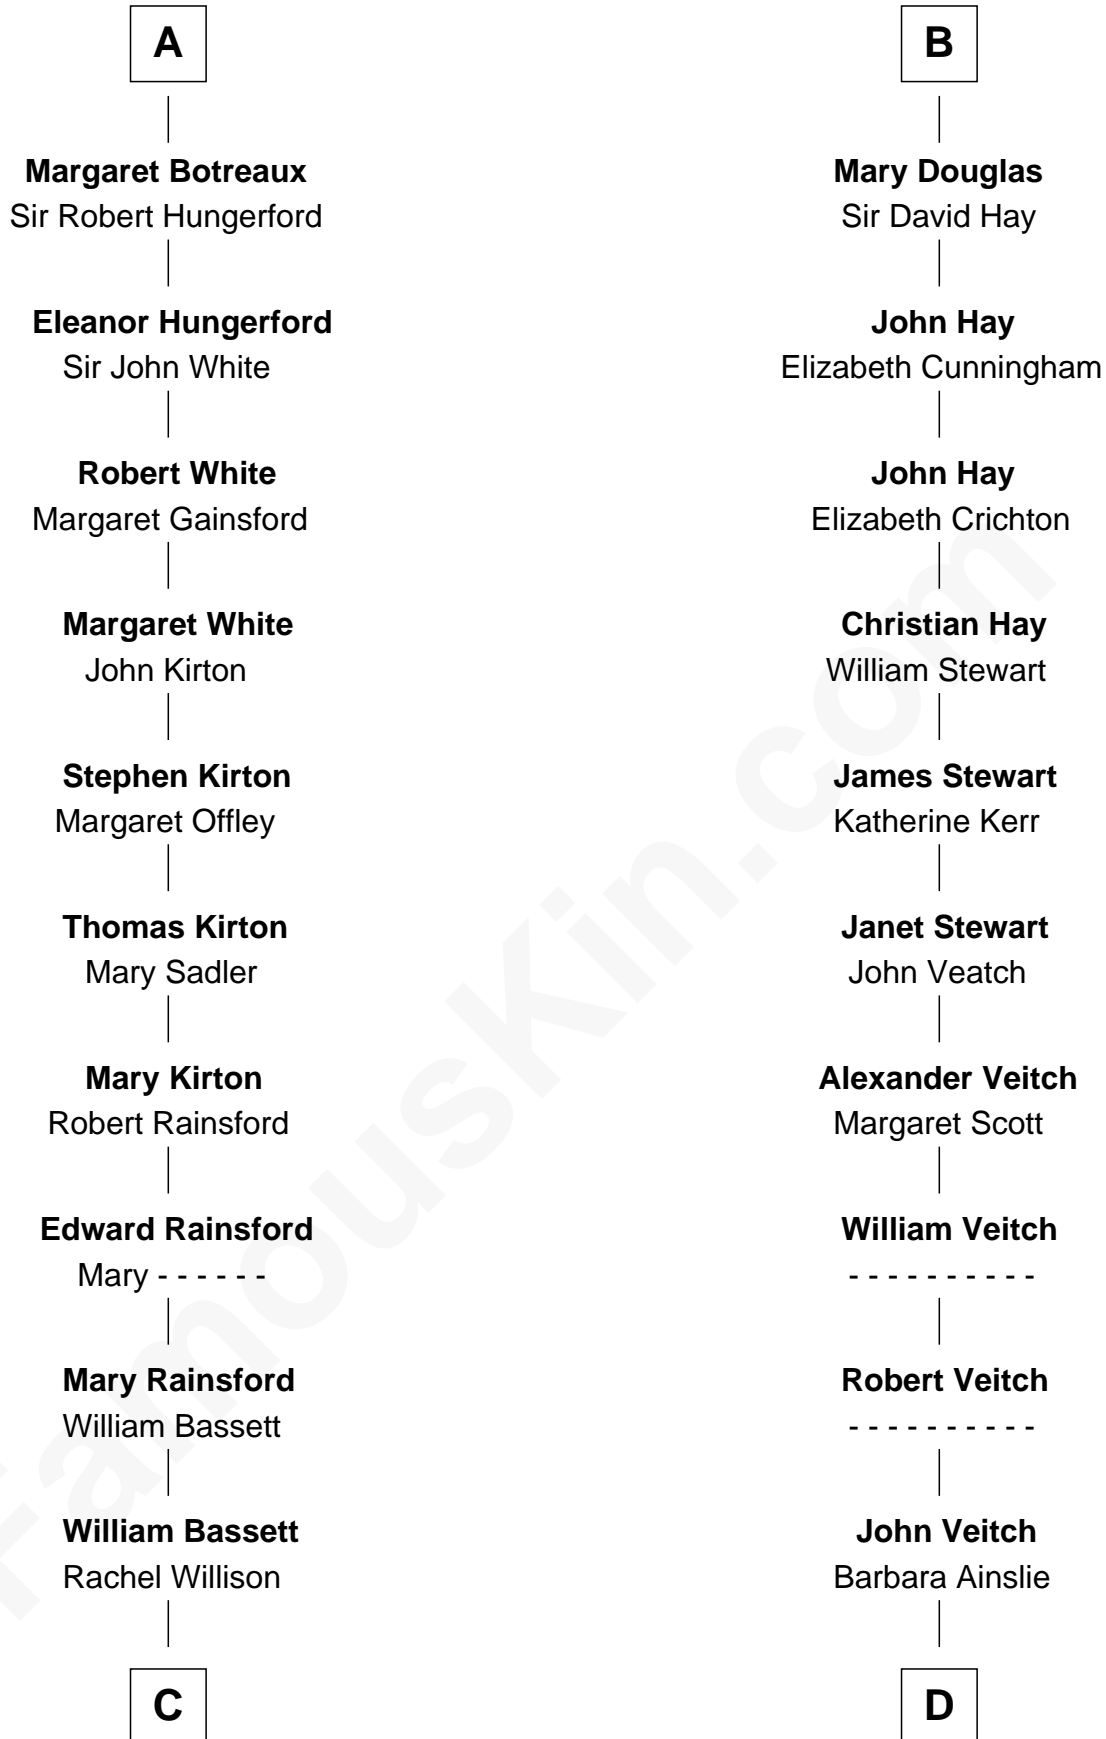 A
Margaret Botreaux
Sir Robert Hungerford
Eleanor Hungerford
Sir John White
Robert White
Margaret Gainsford
Margaret White
John Kirton
Stephen Kirton
Margaret Offley
Thomas Kirton
Mary Sadler
Mary Kirton
Robert Rainsford
Edward Rainsford
Mary - - - - - -
Mary Rainsford
William Bassett
William Bassett
Rachel Willison
C
B
Mary Douglas
Sir David Hay
John Hay
Elizabeth Cunningham
John Hay
Elizabeth Crichton
Christian Hay
William Stewart
James Stewart
Katherine Kerr
Janet Stewart
John Veatch
Alexander Veitch
Margaret Scott
William Veitch
- - - - - - - - - -
Robert Veitch
- - - - - - - - - -
John Veitch
Barbara Ainslie
D
FamousKin.com